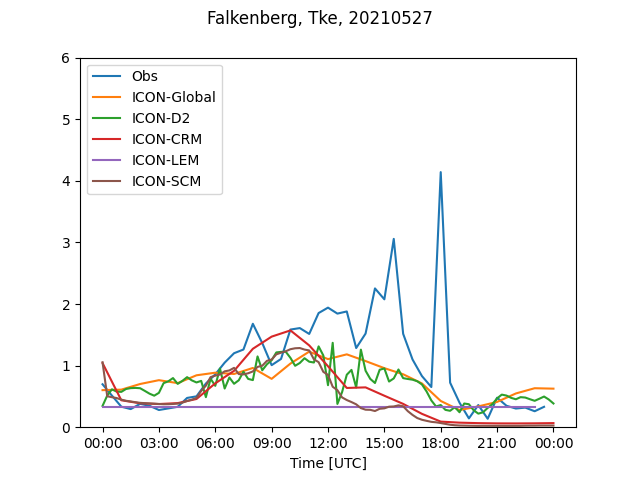 Falkenberg, Tke, 20210527
6
5
4
3
2
1
0
Obs
ICON-Global
ICON-D2
ICON-CRM
ICON-LEM
ICON-SCM
00:00 03:00 06:00 09:00 12:00 15:00 18:00 21:00 00:00
Time [UTC]